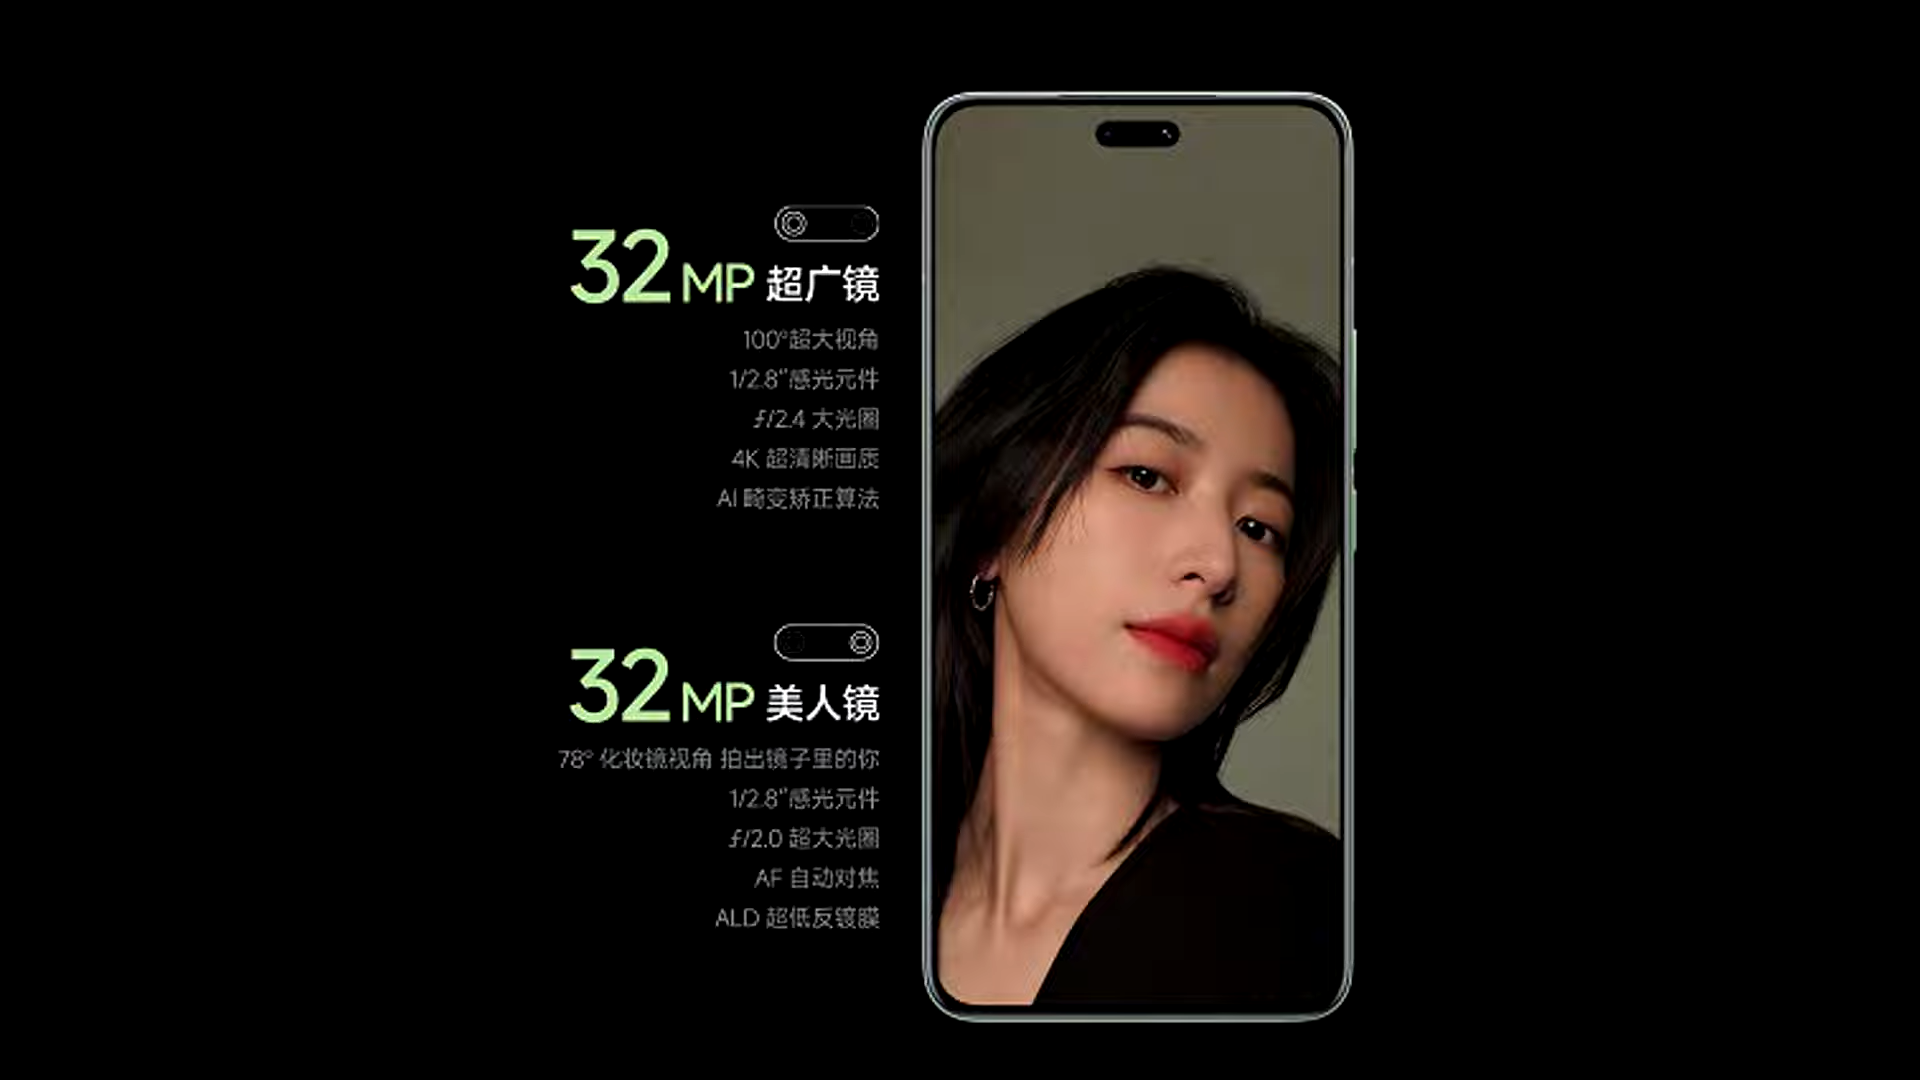 32MP 超广镜
100°超大视角
1/2.8"感光元件
ƒ/2.4 大光圈
4K 超清晰画质
AI 畸变矫正算法
32MP 美人镜
78° 化妆镜视角 拍出镜子里的你
1/2.8"感光元件
ƒ/2.0 超大光圈
AF 自动对焦
ALD 超低反镀膜